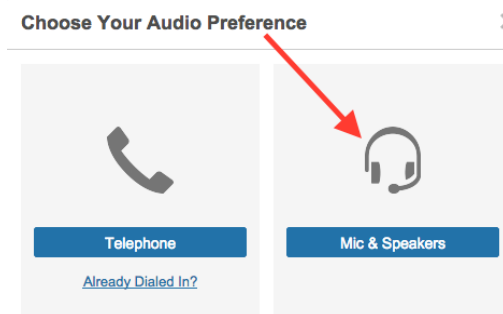 Choose Your Audio Preference
Telephone
Mic & Speakers
Already Dialed In?